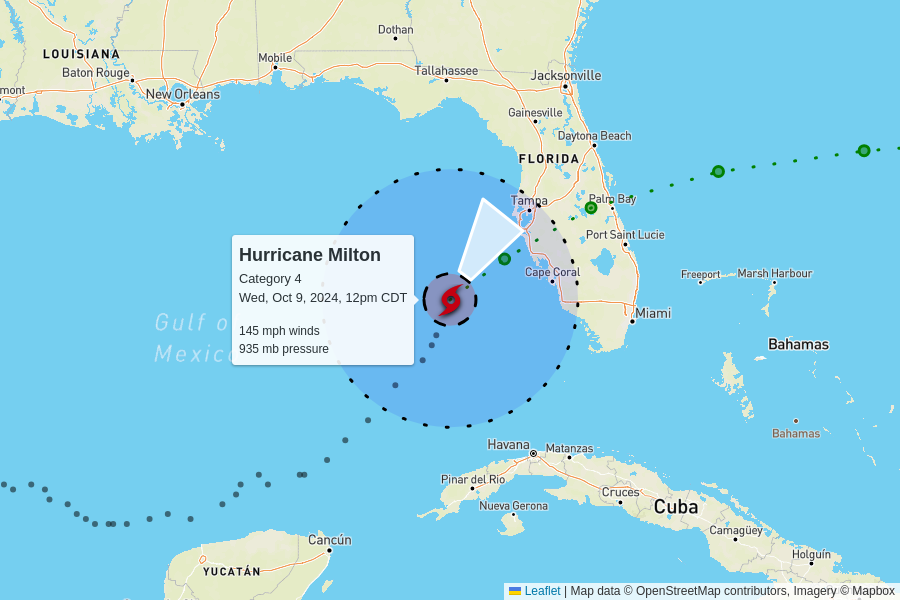 Dothan
LOUISIANA
Mobile
Baton Rouge
Tallahassee
Jacksonville
mont
New Orleans
Gainesville
Daytona Beach
FLORIDA
Tampa
Palm Bay
Port Saint Lucie
Hurricane Milton
Category 4
Wed, Oct 9, 2024, 12pm CDT
145 mph winds
935 mb pressure
Cape Coral
Freeport
Marsh Harbour
Gulf o
Mexico
Miami
Bahamas
Bahamas
Havana
Matanzas
Pinar del Rio
Cruces
Nueva Gerona
Cuba
Camagüey
Cancún
Holguín
YUCATÁN
Leaflet | Map data © OpenStreetMap contributors, Imagery © Mapbox